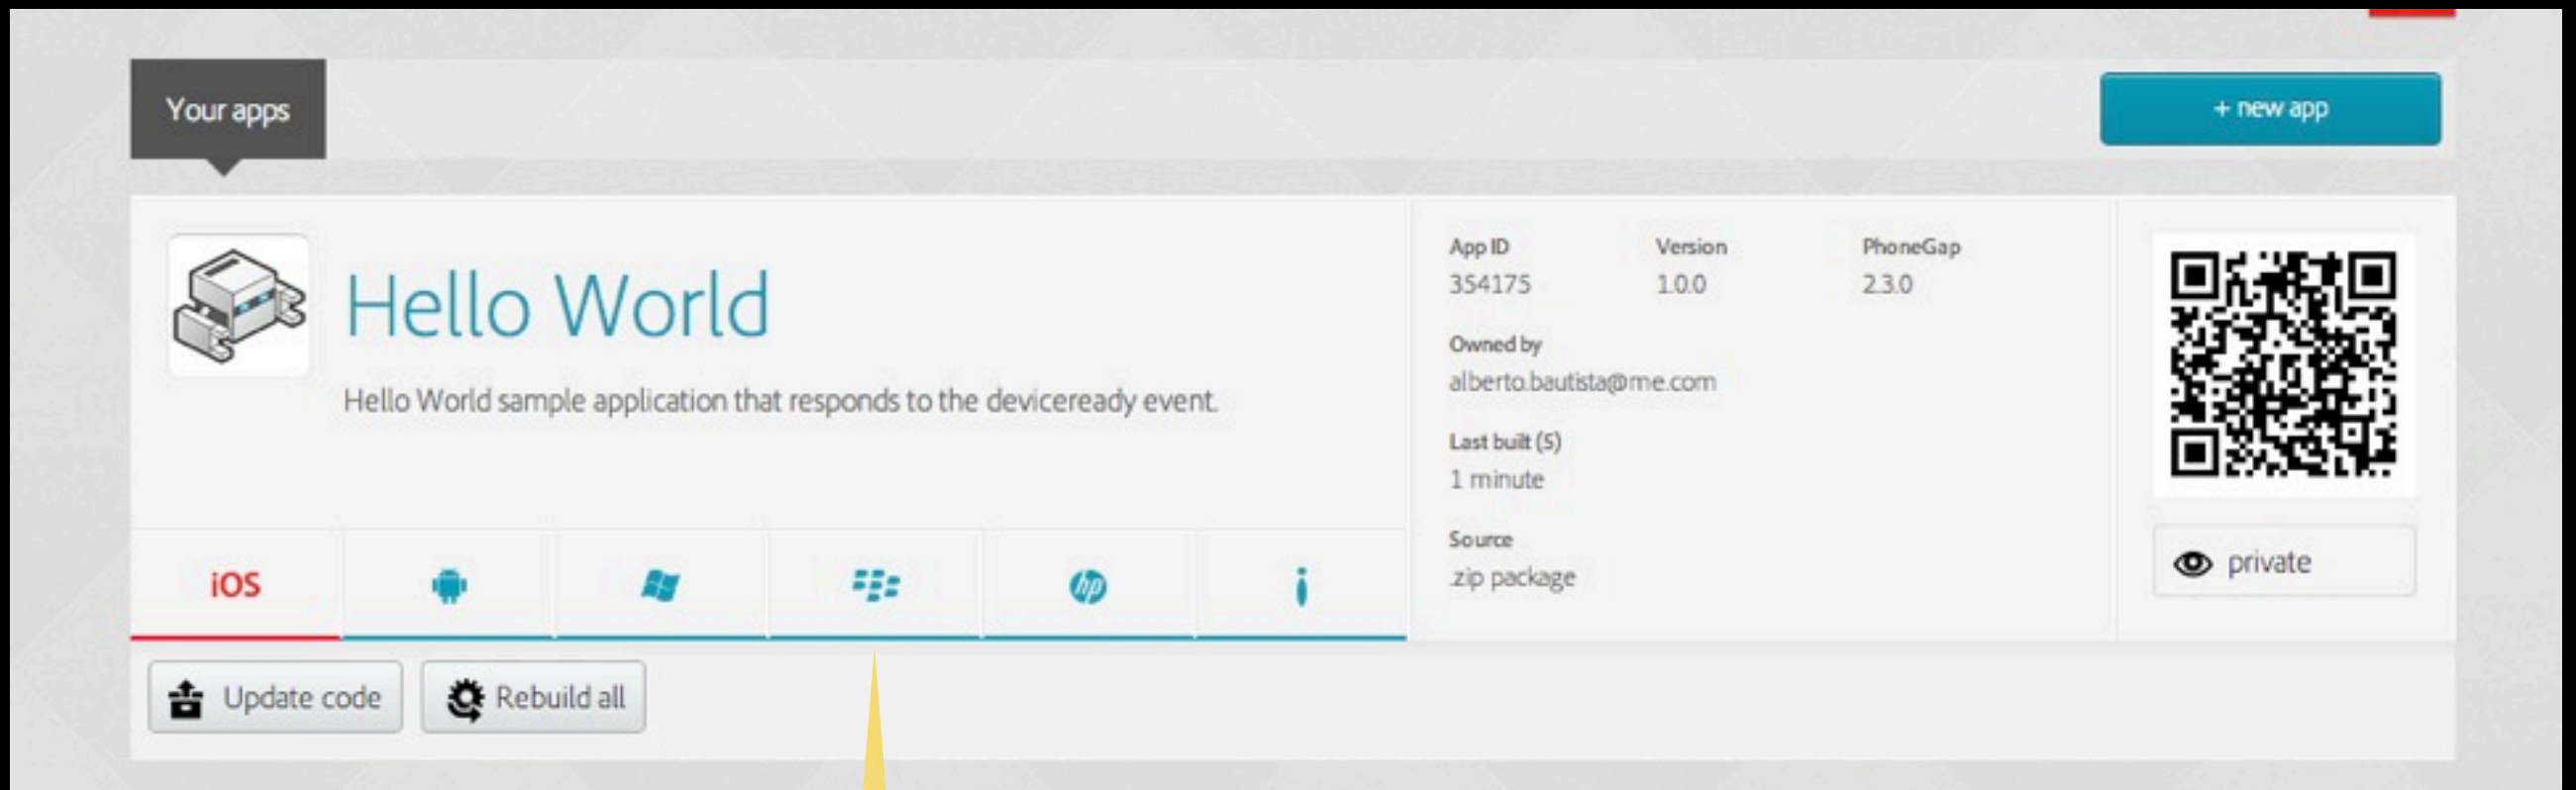 Your apps
+ new app
Hello World
Hello World sample application that responds to the deviceready event.
iOS
hp
App ID
354175
Version
1.0.0
PhoneGap
2.3.0
Owned by
alberto.bautista@me.com
Last built (5)
1 minute
Source
.zip package
private
Update code
Rebuild all